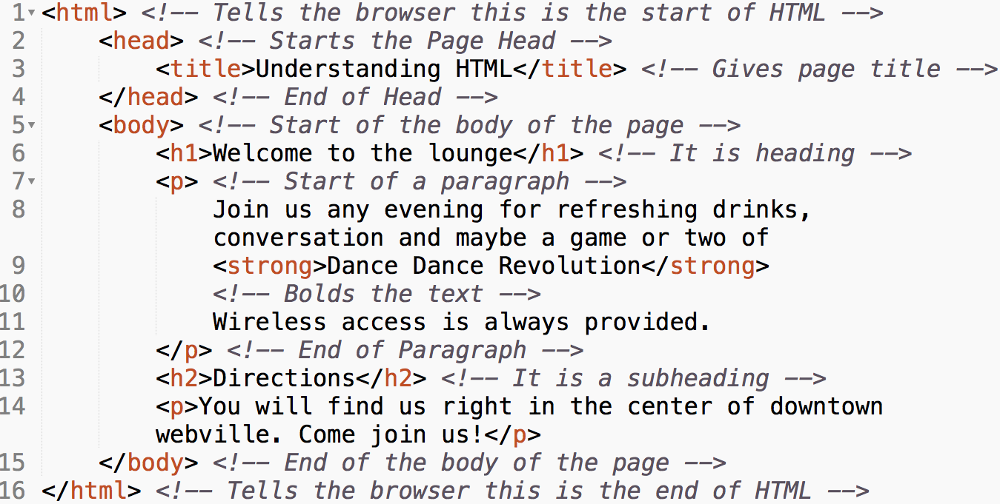 1 <html> <!-- Tells the browser this is the start of HTML -->
2 <head> <!-- Starts the Page Head -->
3 <title>Understanding HTML</title> <!-- Gives page title -->
4 </head> <!-- End of Head -->
5 <body> <!-- Start of the body of the page -->
6 <h1>Welcome to the lounge</h1> <!-- It is heading -->
7 <p> <!-- Start of a paragraph -->
8 Join us any evening for refreshing drinks,
conversation and maybe a game or two of
9 <strong>Dance Dance Revolution</strong>
10 <!-- Bolds the text -->
11 Wireless access is always provided.
12 </p> <!-- End of Paragraph -->
13 <h2>Directions</h2> <!-- It is a subheading -->
14 <p>You will find us right in the center of downtown
webville. Come join us!</p>
15 </body> <!-- End of the body of the page -->
16 </html> <!-- Tells the browser this is the end of HTML -->